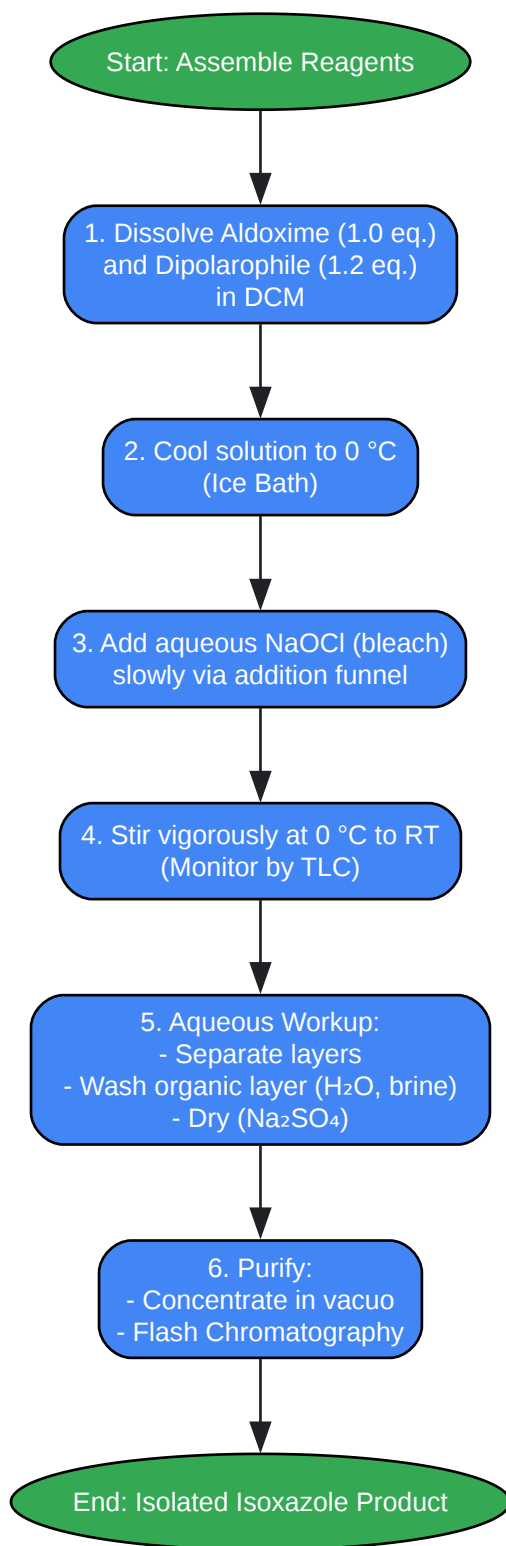 Start: Assemble Reagents
1. Dissolve Aldoxime (1.0 eq.)
and Dipolarophile (1.2 eq.)
in DCM
2. Cool solution to 0 °C
(Ice Bath)
3. Add aqueous NaOCl (bleach)
slowly via addition funnel
4. Stir vigorously at 0 °C to RT
(Monitor by TLC)
5. Aqueous Workup:
- Separate layers
- Wash organic layer (H₂O, brine)
- Dry (Na₂SO₄)
6. Purify:
- Concentrate in vacuo
- Flash Chromatography
End: Isolated Isoxazole Product